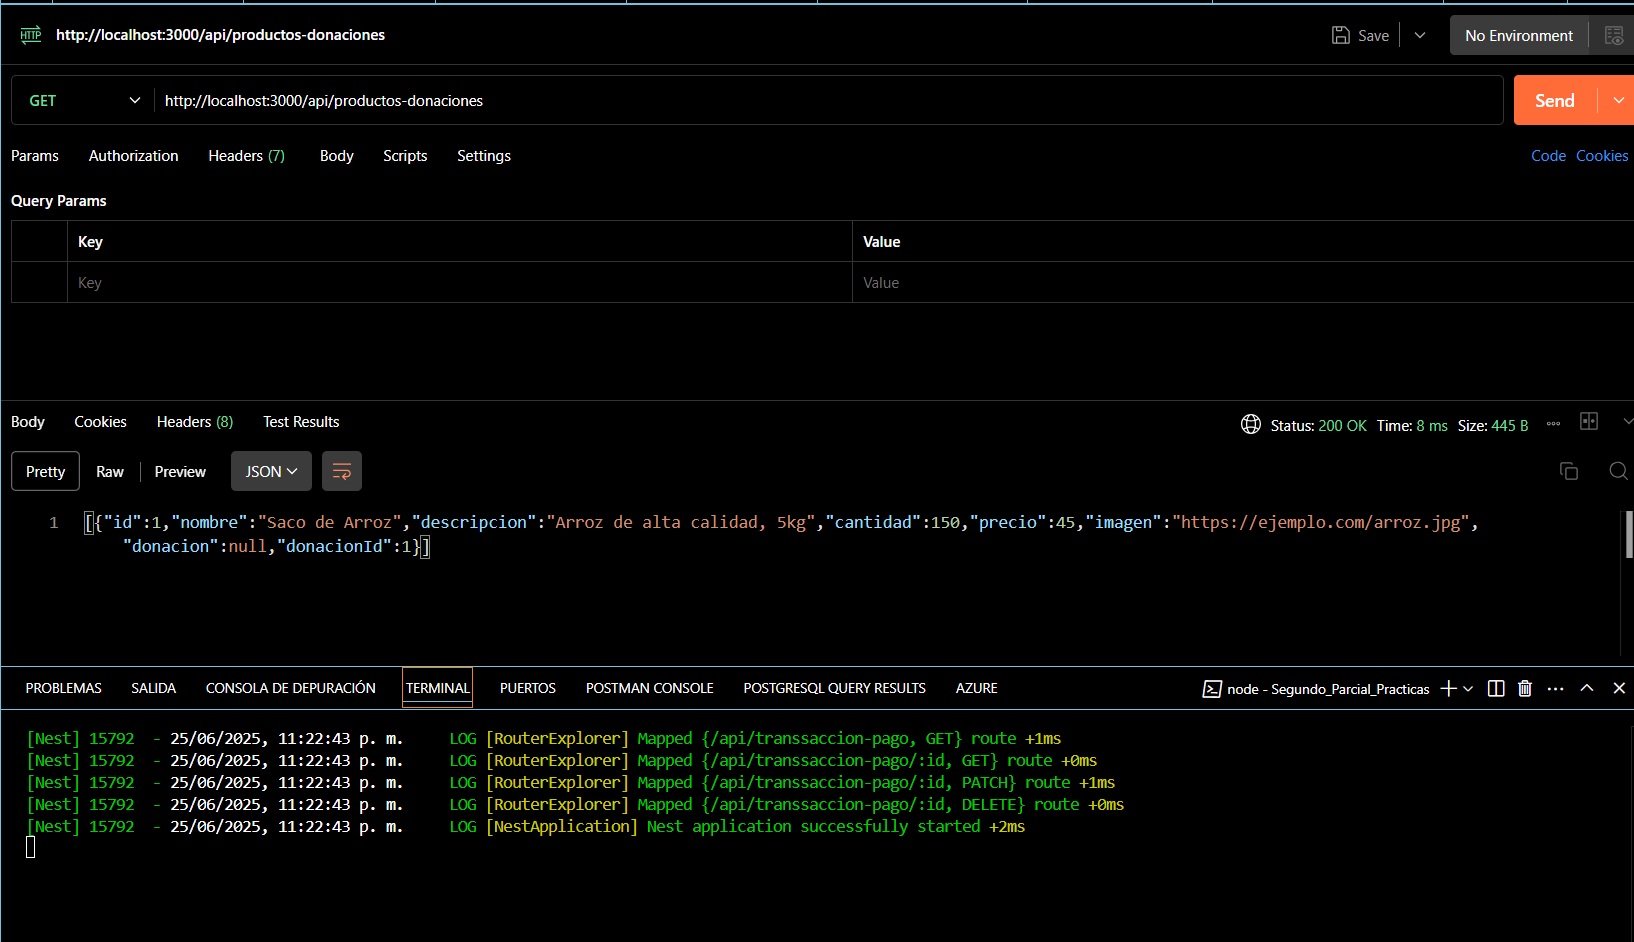 HTTP http://localhost:3000/api/productos-donaciones Save No Environment
GET http://localhost:3000/api/productos-donaciones Send
Params Authorization Headers (7) Body Scripts Settings Code Cookies
Query Params
Key Value
Key Value
Body Cookies Headers (8) Test Results Status: 200 OK Time: 8 ms Size: 445 B
Pretty Raw Preview JSON
1 [{"id":1,"nombre":"Saco de Arroz","descripcion":"Arroz de alta calidad, 5kg","cantidad":150,"precio":45,"imagen":"https://ejemplo.com/arroz.jpg",
"donacion":null,"donacionId":1}]
PROBLEMAS SALIDA CONSOLA DE DEPURACIÓN TERMINAL PUERTOS POSTMAN CONSOLE POSTGRESQL QUERY RESULTS AZURE node - Segundo_Parcial_Practicas
[Nest] 15792  - 25/06/2025, 11:22:43 p. m.     LOG [RouterExplorer] Mapped {/api/transsaccion-pago, GET} route +1ms
[Nest] 15792  - 25/06/2025, 11:22:43 p. m.     LOG [RouterExplorer] Mapped {/api/transsaccion-pago/:id, GET} route +0ms
[Nest] 15792  - 25/06/2025, 11:22:43 p. m.     LOG [RouterExplorer] Mapped {/api/transsaccion-pago/:id, PATCH} route +1ms
[Nest] 15792  - 25/06/2025, 11:22:43 p. m.     LOG [RouterExplorer] Mapped {/api/transsaccion-pago/:id, DELETE} route +0ms
[Nest] 15792  - 25/06/2025, 11:22:43 p. m.     LOG [NestApplication] Nest application successfully started +2ms